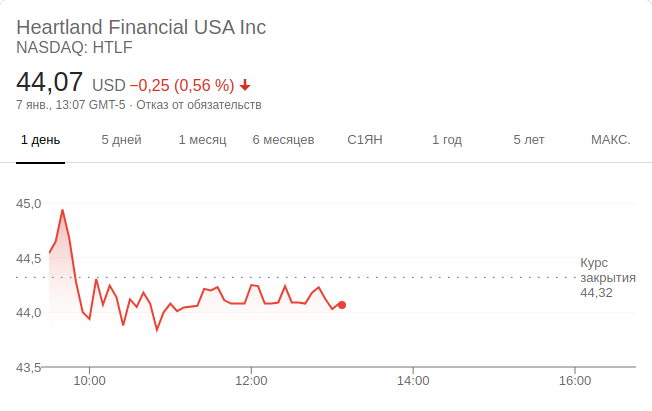 Heartland Financial USA Inc
NASDAQ: HTLF
44,07 USD −0,25 (0,56 %)
7 янв., 13:07 GMT-5 · Отказ от обязательств
1 день 5 дней 1 месяц 6 месяцев С1ЯН 1 год 5 лет МАКС.
45,0
44,5
Курс
закрытия
44,32
44,0
43,5
10:00 12:00 14:00 16:00